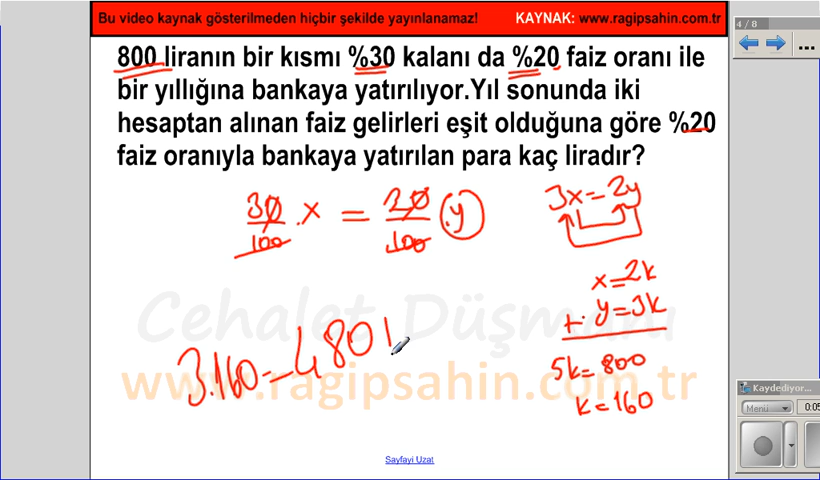 Bu video kaynak gösterilmeden hiçbir şekilde yayınlanamaz! KAYNAK: www.ragipsahin.com.tr
4 / 8
800 liranın bir kısmı %30 kalanı da %20 faiz oranı ile
bir yıllığına bankaya yatırılıyor.Yıl sonunda iki
hesaptan alınan faiz gelirleri eşit olduğuna göre %20
faiz oranıyla bankaya yatırılan para kaç liradır?
30/100 .x = 20/100 .y
3x=2y
x=2k
+. y=3k
5k=800
k=160
3.160=480
Cehalet Düşmanı
www.ragipsahin.com.tr
Kaydediyor...
Menü 0:05
Sayfayi Uzat